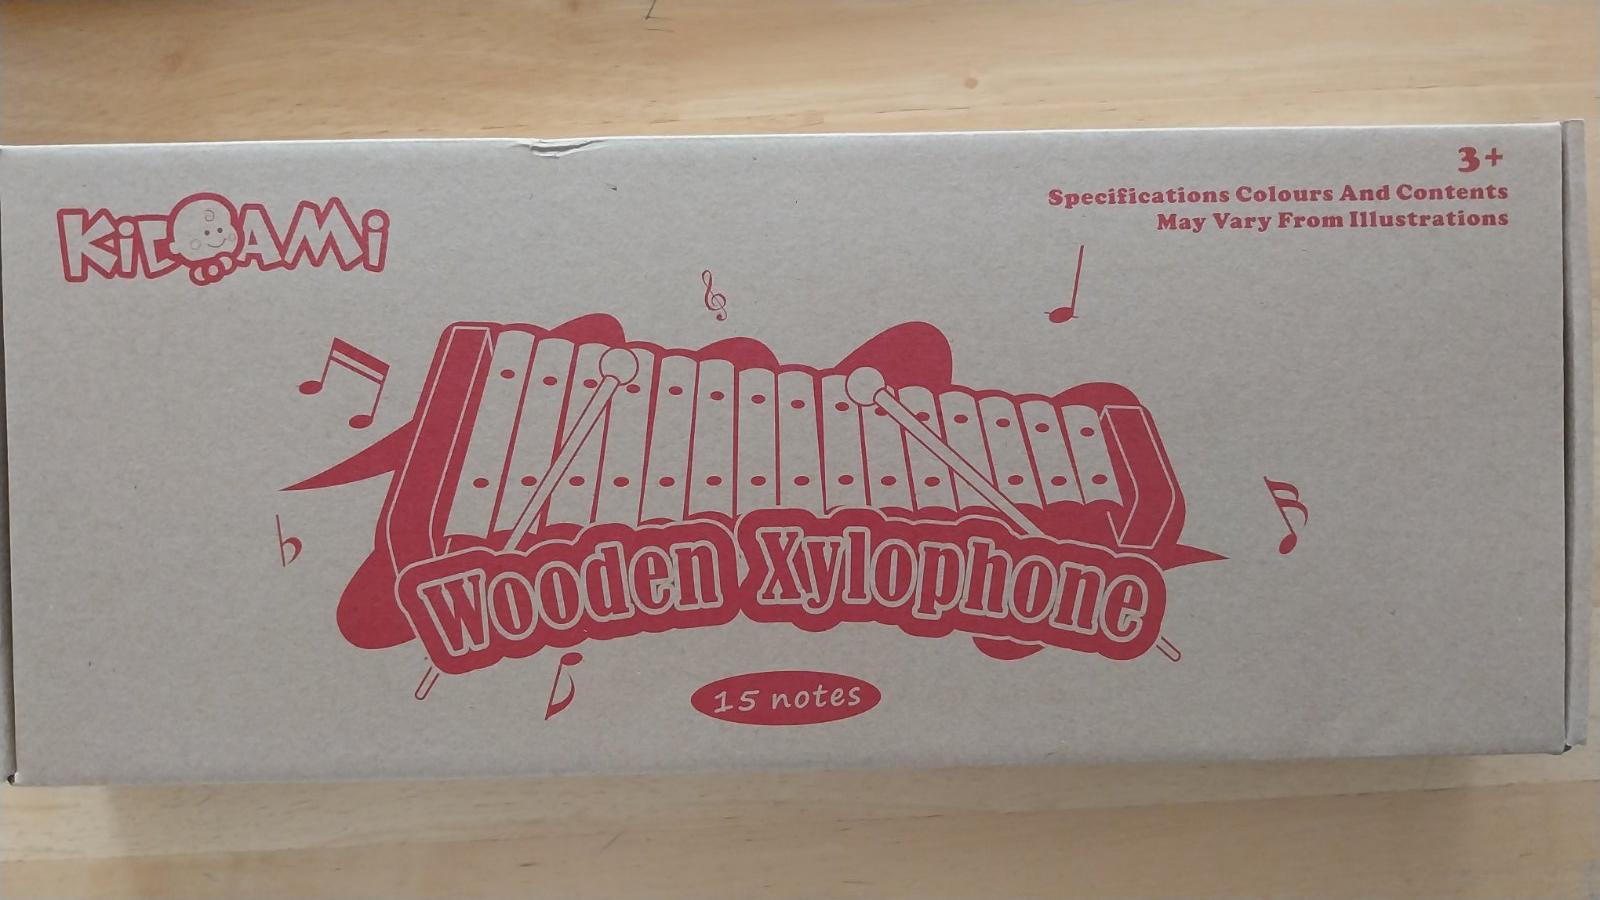 3+
KiDAMi
Specifications Colours And Contents
May Vary From Illustrations
Wooden Xylophone
15 notes